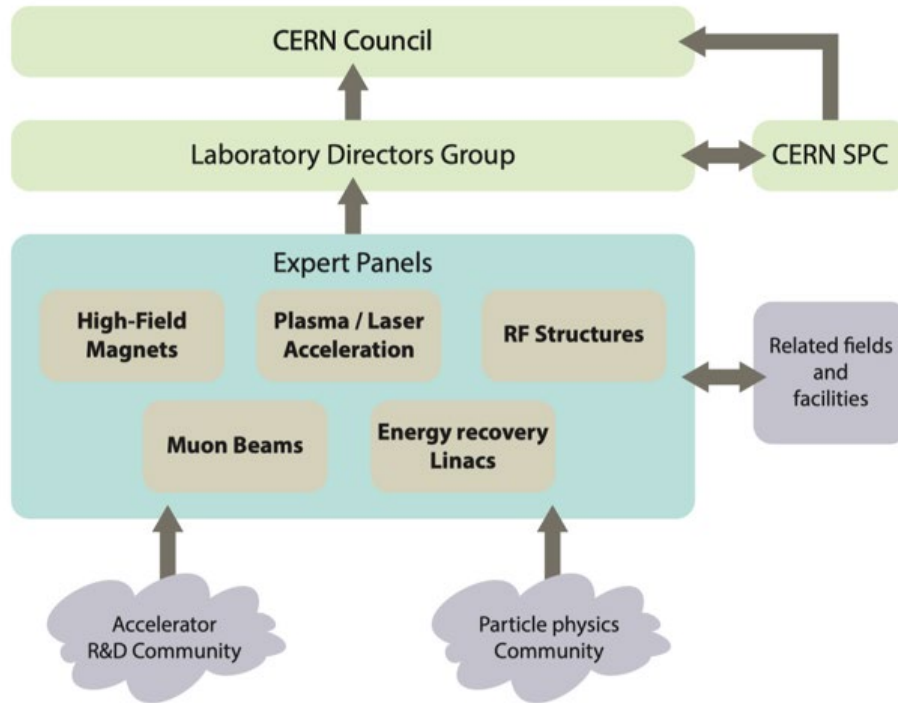 CERN Council
Laboratory Directors Group
CERN SPC
Expert Panels
High-Field
Magnets
Plasma / Laser
Acceleration
RF Structures
Muon Beams
Energy recovery
Linacs
Related fields
and
facilities
Accelerator
R&D Community
Particle physics
Community